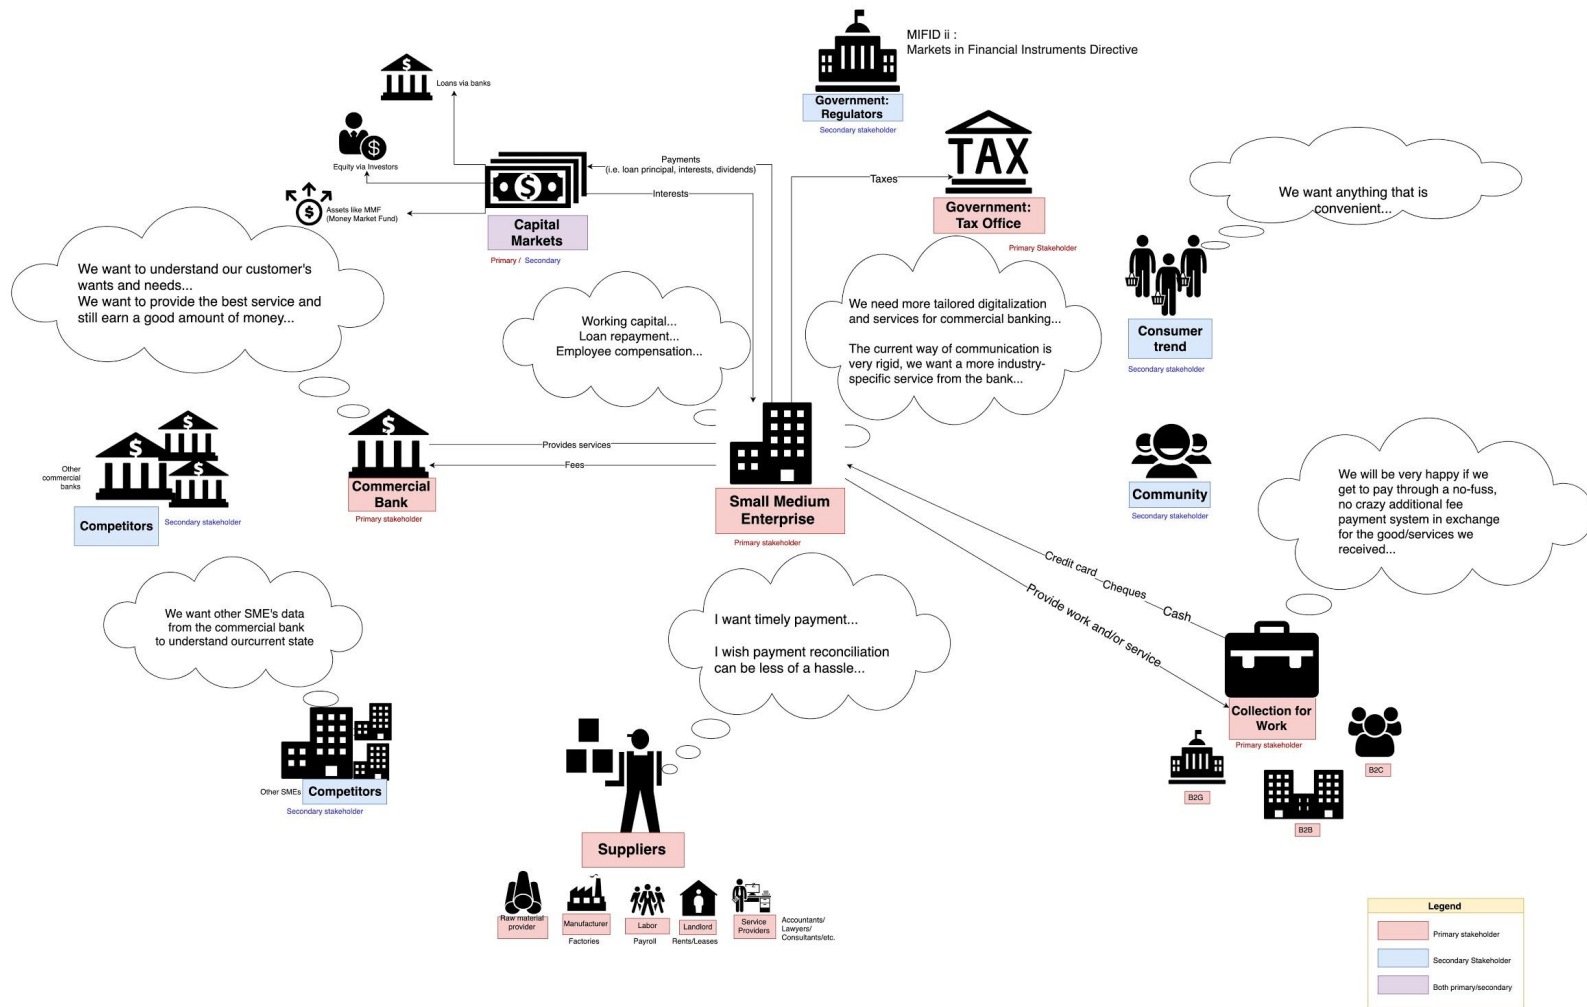 MIFID ii :
Markets in Financial Instruments Directive
Government:
Regulators
Secondary stakeholder
$
Loans via banks
$
Equity via Investors
$
Assets like MMF
(Money Market Fund)
$
Capital
Markets
Primary / Secondary
Payments
(i.e. loan principal, interests, dividends)
Interests
Taxes
TAX
Government:
Tax Office
Primary Stakeholder
We want anything that is
convenient...
Consumer
trend
Secondary stakeholder
We want to understand our customer's
wants and needs...
We want to provide the best service and
still earn a good amount of money...
Working capital...
Loan repayment...
Employee compensation...
We need more tailored digitalization
and services for commercial banking...
The current way of communication is
very rigid, we want a more industry-
specific service from the bank...
$
$
$
Other
commercial
banks
Competitors
Secondary stakeholder
$
Commercial
Bank
Primary stakeholder
Provides services
Fees
Small Medium
Enterprise
Primary stakeholder
Community
Secondary stakeholder
We will be very happy if we
get to pay through a no-fuss,
no crazy additional fee
payment system in exchange
for the good/services we
received...
Credit card
Cheques
Cash
Provide work and/or service
Collection for
Work
Primary stakeholder
B2G
B2B
B2C
We want other SME's data
from the commercial bank
to understand ourcurrent state
Other SMEs
Competitors
Secondary stakeholder
I want timely payment...
I wish payment reconciliation
can be less of a hassle...
Suppliers
Raw material
provider
Manufacturer
Factories
Labor
Payroll
Landlord
Rents/Leases
Service
Providers
Accountants/
Lawyers/
Consultants/etc.
Legend
Primary stakeholder
Secondary Stakeholder
Both primary/secondary